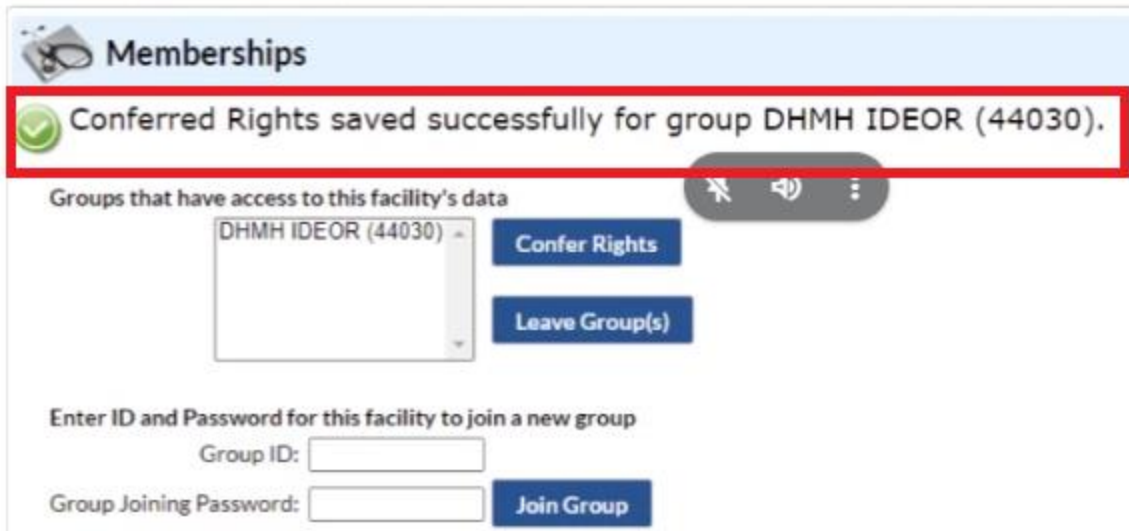 Memberships
Conferred Rights saved successfully for group DHMH IDEOR (44030).
Groups that have access to this facility's data
DHMH IDEOR (44030)
Confer Rights
Leave Group(s)
Enter ID and Password for this facility to join a new group
Group ID:
Group Joining Password:
Join Group